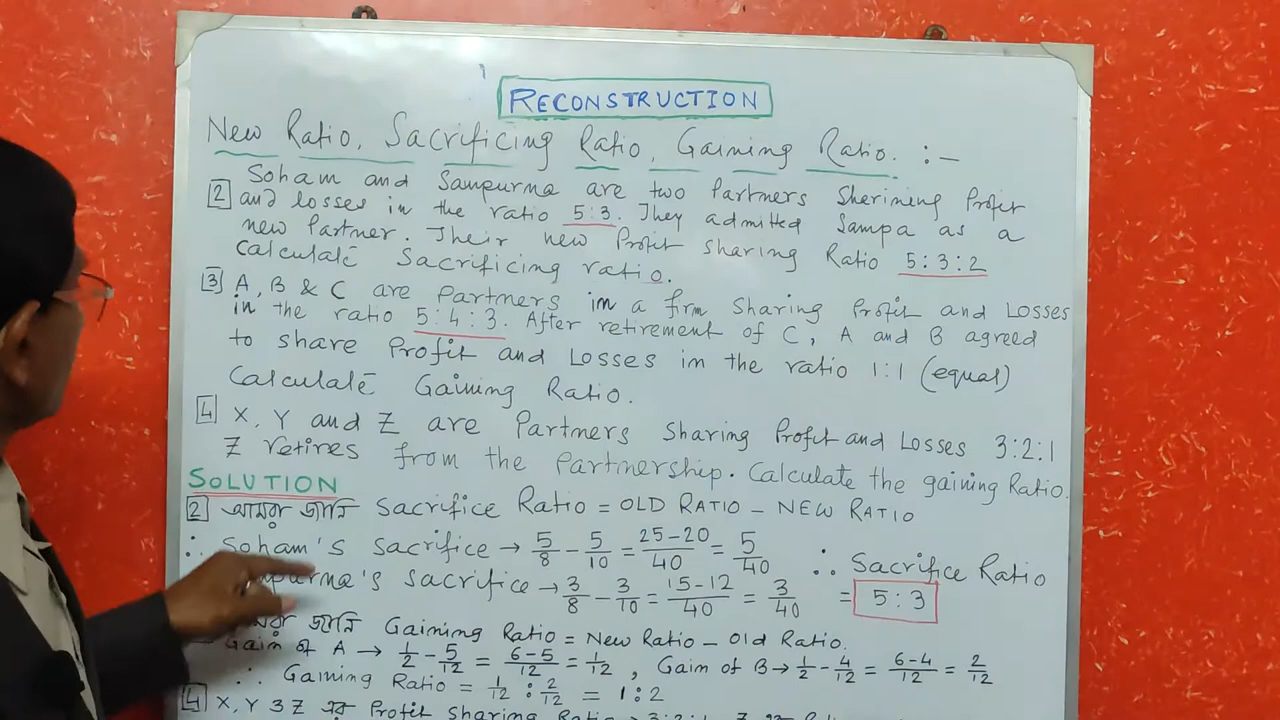 RECONSTRUCTION
New Ratio, Sacrificing Ratio, Gaining Ratio. :-
Soham and Sampurna are two Partners Sherining Profit
[2] and losses in the ratio 5:3. They admitted Sampa as a
new Partner. Their new Profit sharing Ratio 5:3:2
calculate Sacrificing ratio.
[3] A, B & C are Partners in a frm Sharing Profit and Losses
in the ratio 5:4:3. After retirement of C, A and B agreed
to share Profit and Losses in the ratio 1:1 (equal)
Calculate Gaining Ratio.
[4] X, Y and Z are Partners Sharing Profit and Losses 3:2:1
Z retires from the Partnership. Calculate the gaining Ratio.
SOLUTION
[2] আমরা জানি Sacrifice Ratio = OLD RATIO – NEW RATIO
∴ Soham's Sacrifice → 5/8 – 5/10 = 25–20/40 = 5/40 ∴ Sacrifice Ratio
purna's Sacrifice → 3/8 – 3/10 = 15–12/40 = 3/40 = 5:3
জানি Gaining Ratio = New Ratio – Old Ratio.
Gain of A → 1/2 – 5/12 = 6–5/12 = 1/12, Gain of B → 1/2 – 4/12 = 6–4/12 = 2/12
∴ Gaining Ratio = 1/12 : 2/12 = 1:2
[4] X, Y ও Z এর Profit Sharing Ratio → 3:2:1